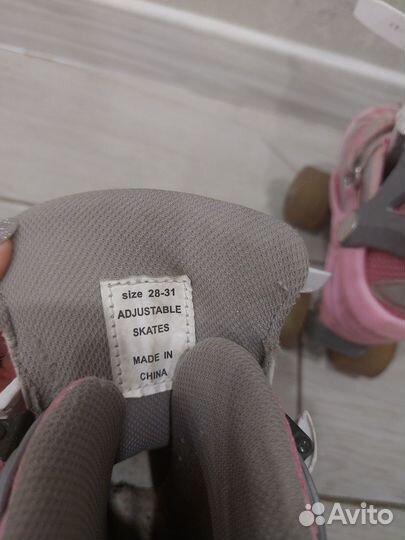 size 28-31
ADJUSTABLE
SKATES
MADE IN
CHINA
Avito